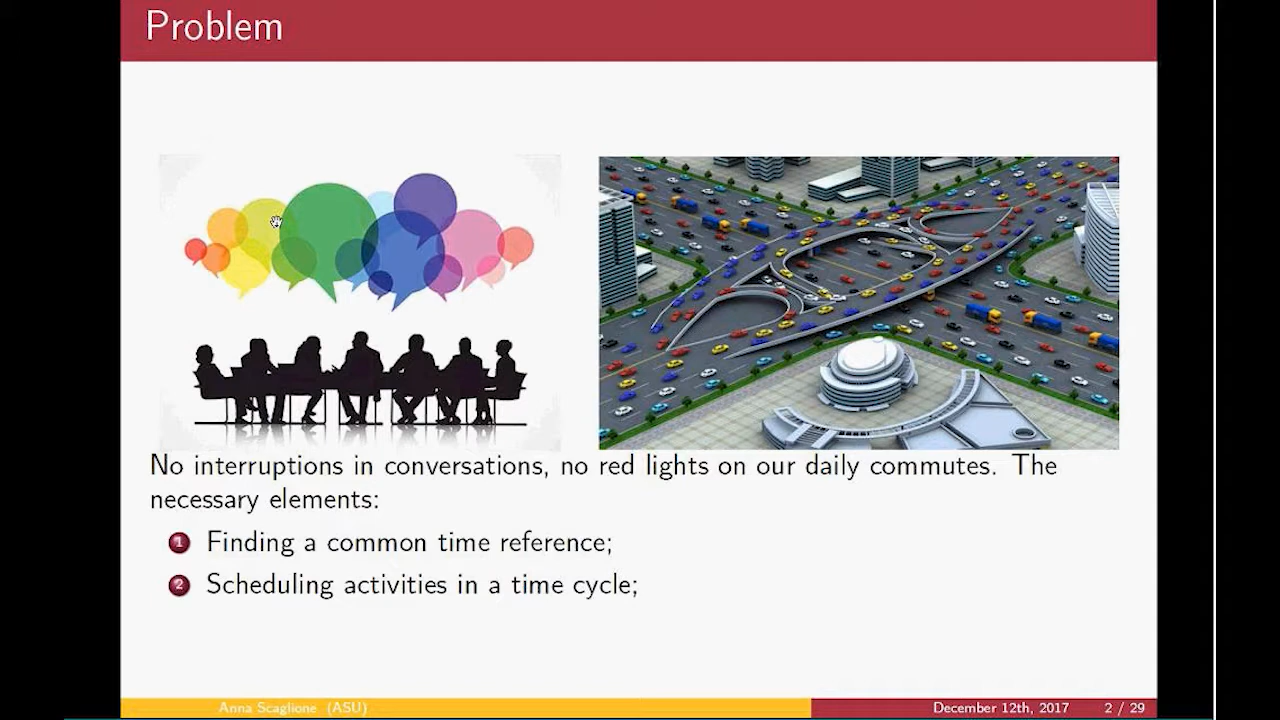 Problem
No interruptions in conversations, no red lights on our daily commutes. The
necessary elements:
1 Finding a common time reference;
2 Scheduling activities in a time cycle;
Anna Scaglione (ASU)
December 12th, 2017
2 / 29